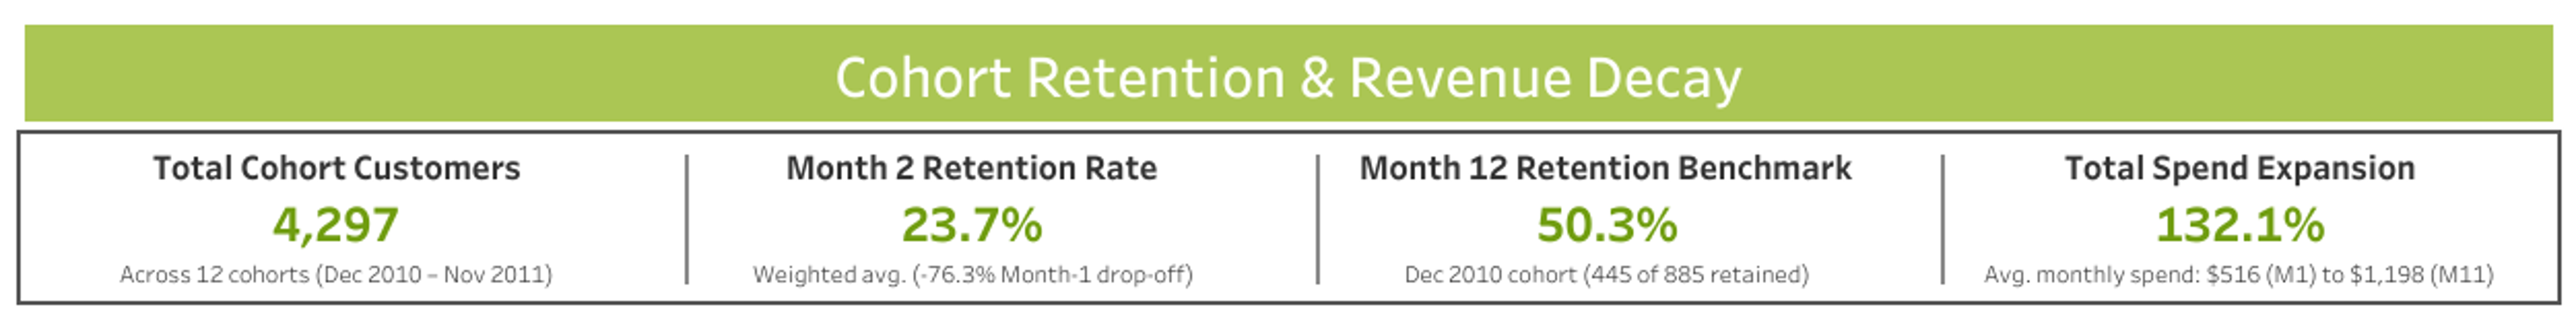 Cohort Retention & Revenue Decay
Total Cohort Customers
4,297
Across 12 cohorts (Dec 2010 – Nov 2011)
Month 2 Retention Rate
23.7%
Weighted avg. (-76.3% Month-1 drop-off)
Month 12 Retention Benchmark
50.3%
Dec 2010 cohort (445 of 885 retained)
Total Spend Expansion
132.1%
Avg. monthly spend: $516 (M1) to $1,198 (M11)